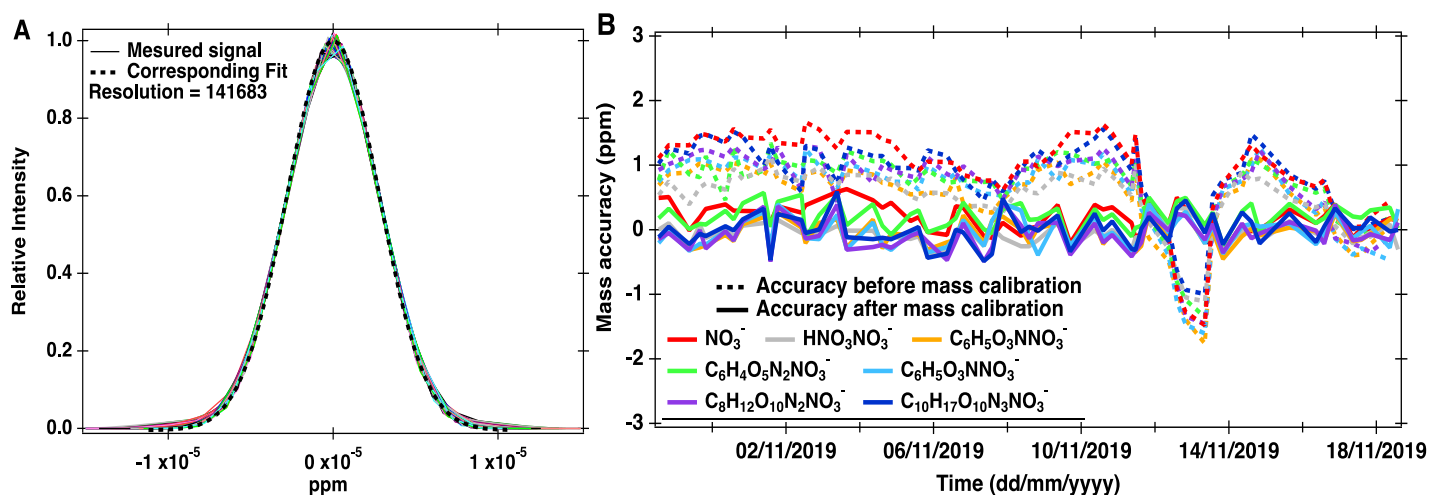 A
Mesured signal
Corresponding Fit
Resolution = 141683
1.0
0.8
0.6
0.4
0.2
0.0
Relative Intensity
-1 x10⁻⁵
0 x10⁻⁵
1 x10⁻⁵
ppm
B
3
2
1
0
-1
-2
-3
Mass accuracy (ppm)
Accuracy before mass calibration
Accuracy after mass calibration
NO₃⁻ HNO₃NO₃⁻ C₆H₅O₃NNO₃⁻
C₆H₄O₅N₂NO₃⁻ C₆H₅O₃NNO₃⁻
C₈H₁₂O₁₀N₂NO₃⁻ C₁₀H₁₇O₁₀N₃NO₃⁻
02/11/2019 06/11/2019 10/11/2019 14/11/2019 18/11/2019
Time (dd/mm/yyyy)